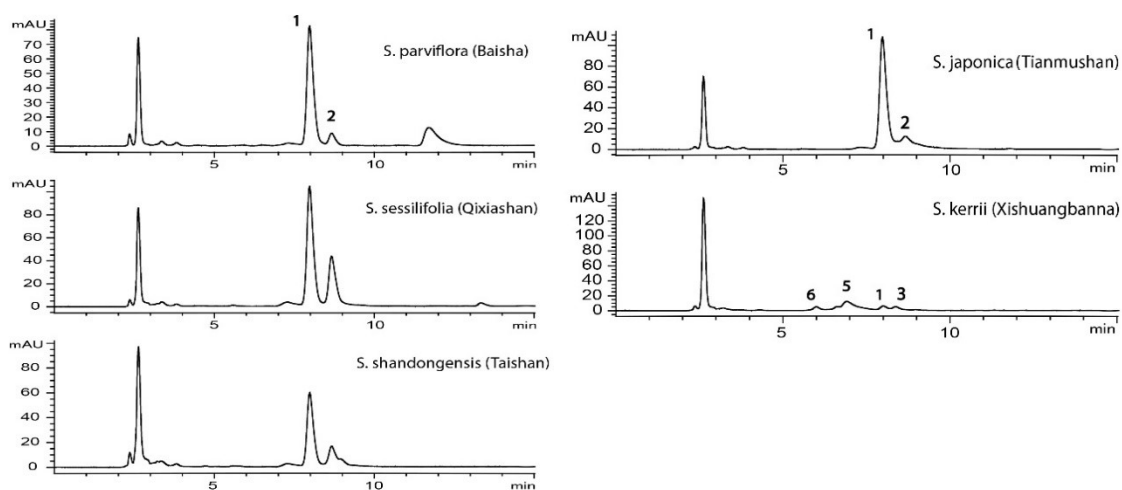 mAU
1
S. parviflora (Baisha)
70
60
50
40
30
2
20
10
0
5
10
min
mAU
S. sessilifolia (Qixiashan)
80
60
40
20
0
5
10
min
mAU
S. shandongensis (Taishan)
80
60
40
20
0
5
10
min
mAU
1
S. japonica (Tianmushan)
80
60
40
2
20
0
5
10
min
mAU
S. kerrii (Xishuangbanna)
120
100
80
60
40
20
6 5 1 3
0
5
10
min